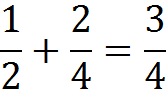 1/2 + 2/4 = 3/4